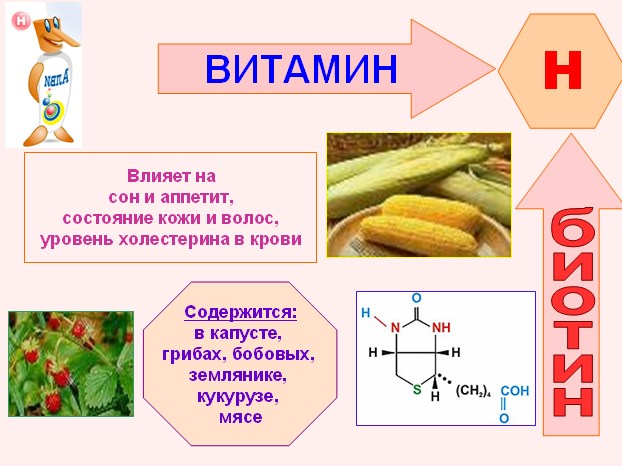 Н
ВИТАМИН
Н
Влияет на
сон и аппетит,
состояние кожи и волос,
уровень холестерина в крови
биотин
Содержится:
в капусте,
грибах, бобовых,
землянике,
кукурузе,
мясе
O
H
N NH
H H
S H (CH₂)₄ COH
O